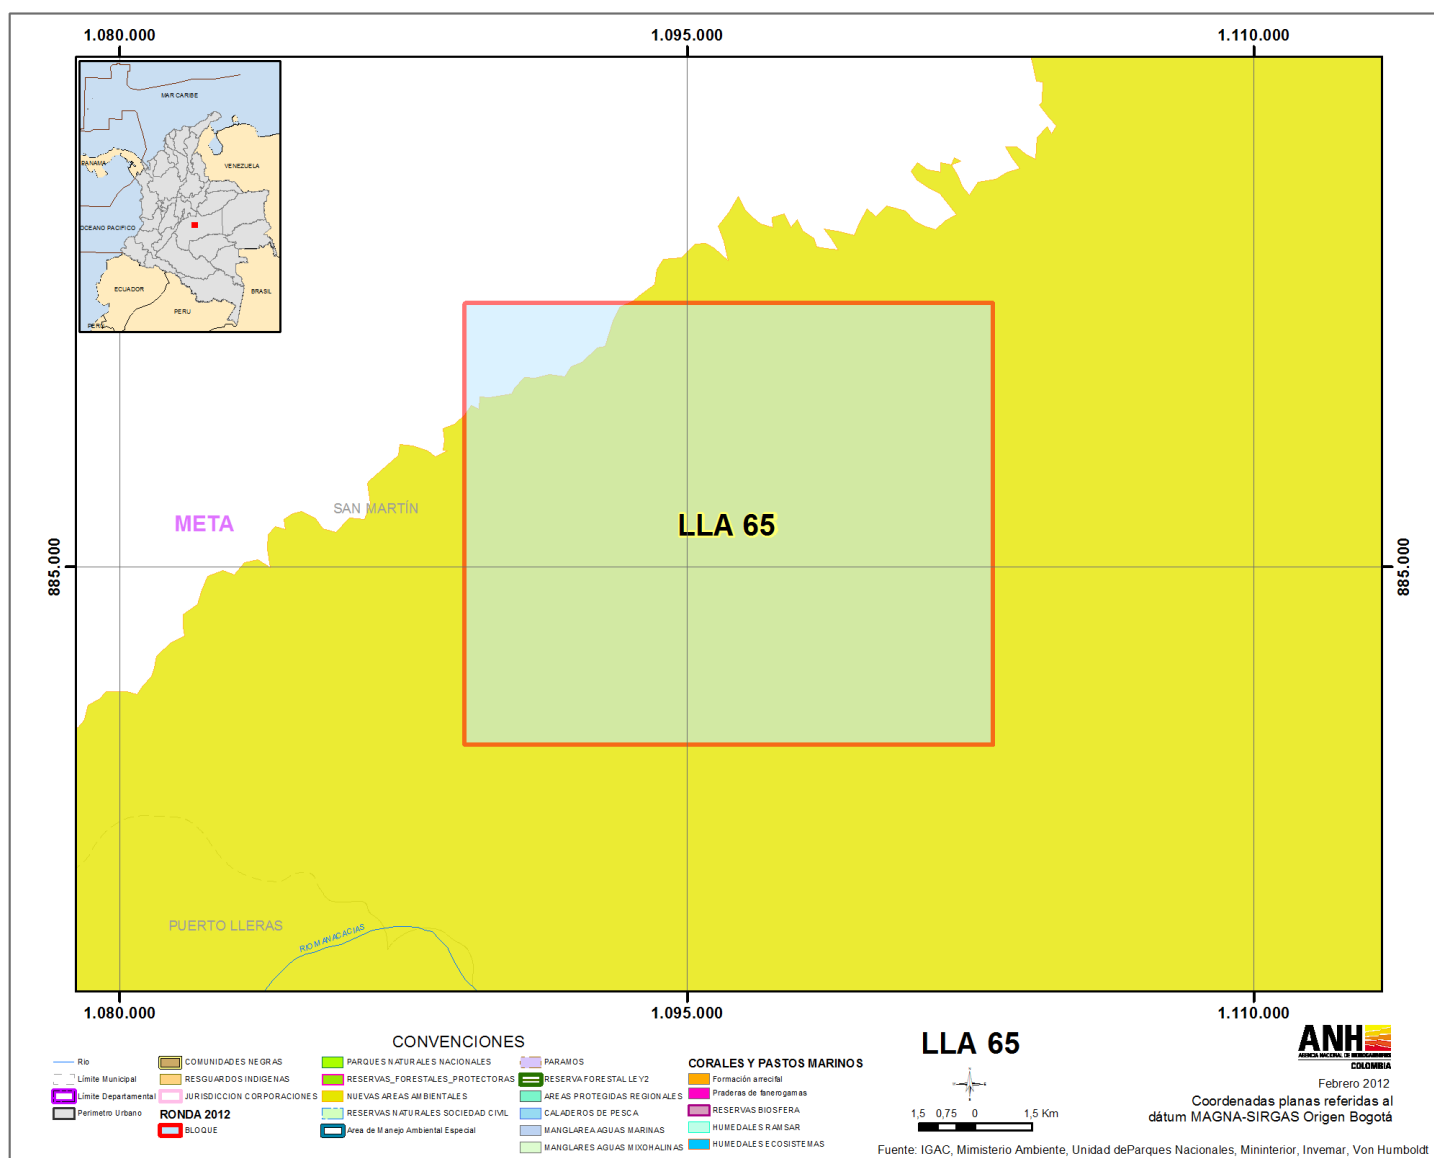 1.080.000 1.095.000 1.110.000
MAR CARIBE
PANAMA
VENEZUELA
OCEANO PACIFICO
ECUADOR
BRASIL
PERU
PERU
SAN MARTÍN
META
LLA 65
885.000 885.000
PUERTO LLERAS
RIO MANACACIAS
1.080.000 1.095.000 1.110.000
CONVENCIONES
Rio
Límite Municipal
Límite Departamental
Perimetro Urbano
COMUNIDADES NEGRAS
RESGUARDOS INDIGENAS
JURISDICCION CORPORACIONES
RONDA 2012
BLOQUE
PARQUES NATURALES NACIONALES
RESERVAS_FORESTALES_PROTECTORAS
NUEVAS AREAS AMBIENTALES
RESERVAS NATURALES SOCIEDAD CIVIL
Area de Manejo Ambiental Especial
PARAMOS
RESERVA FORESTAL LEY2
AREAS PROTEGIDAS REGIONALES
CALADEROS DE PESCA
MANGLAREA AGUAS MARINAS
MANGLARES AGUAS MIXOHALINAS
CORALES Y PASTOS MARINOS
Formación arrecifal
Praderas de fanerogamas
RESERVAS BIOSFERA
HUMEDALES RAMSAR
HUMEDALES ECOSISTEMAS
LLA 65
1,5 0,75 0 1,5 Km
ANH
AGENCIA NACIONAL DE HIDROCARBUROS
COLOMBIA
Febrero 2012
Coordenadas planas referidas al
dátum MAGNA-SIRGAS Origen Bogotá
Fuente: IGAC, Mimisterio Ambiente, Unidad deParques Nacionales, Mininterior, Invemar, Von Humboldt